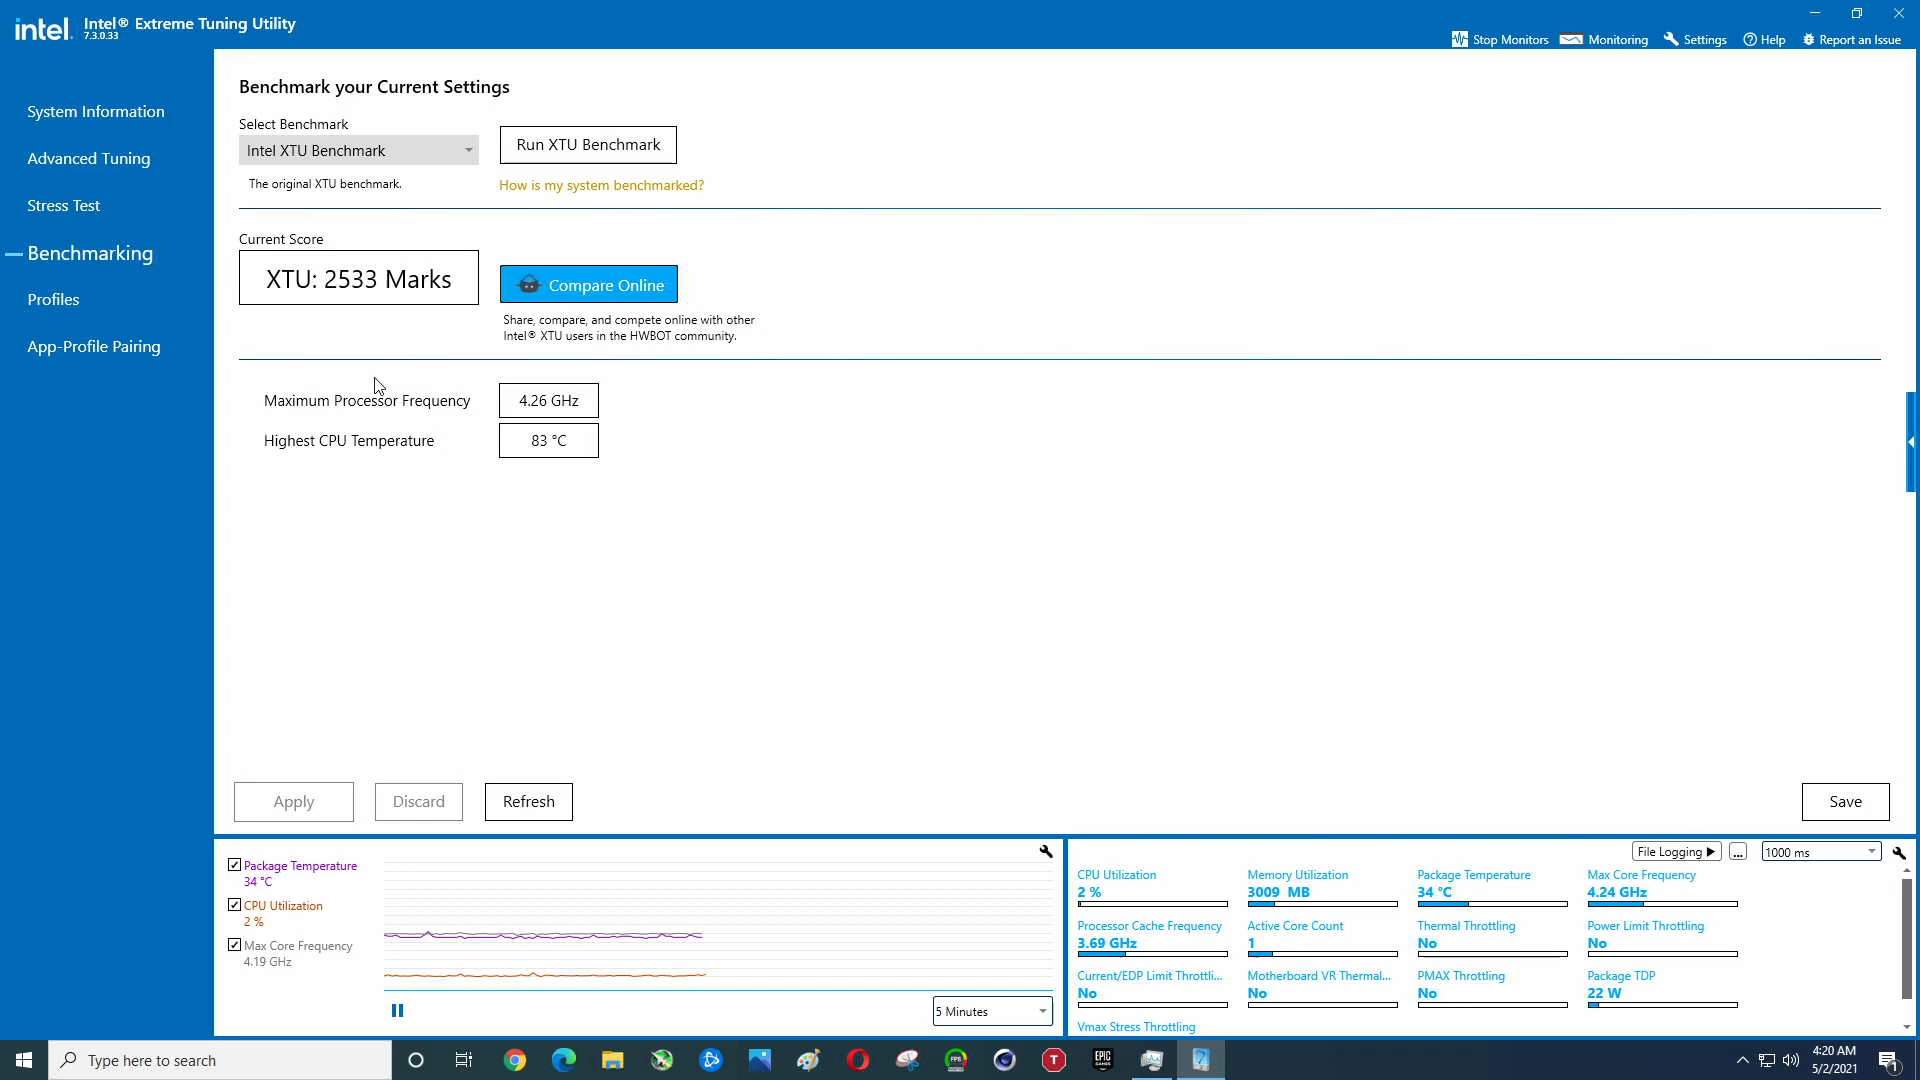 intel.
Intel® Extreme Tuning Utility
7.3.0.33
Stop Monitors
Monitoring
Settings
Help
Report an Issue
System Information
Advanced Tuning
Stress Test
Benchmarking
Profiles
App-Profile Pairing
Benchmark your Current Settings
Select Benchmark
Intel XTU Benchmark
Run XTU Benchmark
The original XTU benchmark.
How is my system benchmarked?
Current Score
XTU: 2533 Marks
Compare Online
Share, compare, and compete online with other
Intel® XTU users in the HWBOT community.
Maximum Processor Frequency
4.26 GHz
Highest CPU Temperature
83 °C
Apply
Discard
Refresh
Save
Package Temperature
34 °C
CPU Utilization
2 %
Max Core Frequency
4.19 GHz
5 Minutes
File Logging
...
1000 ms
CPU Utilization
2 %
Memory Utilization
3009 MB
Package Temperature
34 °C
Max Core Frequency
4.24 GHz
Processor Cache Frequency
3.69 GHz
Active Core Count
1
Thermal Throttling
No
Power Limit Throttling
No
Current/EDP Limit Throttli...
No
Motherboard VR Thermal...
No
PMAX Throttling
No
Package TDP
22 W
Vmax Stress Throttling
Type here to search
FPS
T
EPIC
GAMES
4:20 AM
5/2/2021
1